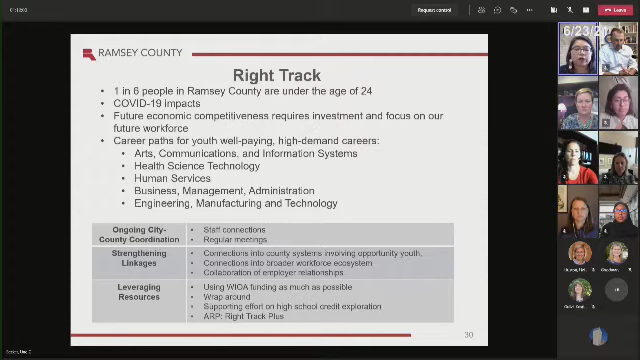 01:12:03
Request control
Leave
6/23/21
RAMSEY COUNTY
Right Track
• 1 in 6 people in Ramsey County are under the age of 24
• COVID-19 impacts
• Future economic competitiveness requires investment and focus on our
future workforce
• Career paths for youth well-paying, high-demand careers:
• Arts, Communications, and Information Systems
• Health Science Technology
• Human Services
• Business, Management, Administration
• Engineering, Manufacturing and Technology
Ongoing City-
County Coordination
• Staff connections
• Regular meetings
Strengthening
Linkages
• Connections into county systems involving opportunity youth,
• Connections into broader workforce ecosystem
• Collaboration of employer relationships
Leveraging
Resources
• Using WIOA funding as much as possible
• Wrap around
• Supporting effort on high school credit exploration
• ARP: Right Track Plus
30